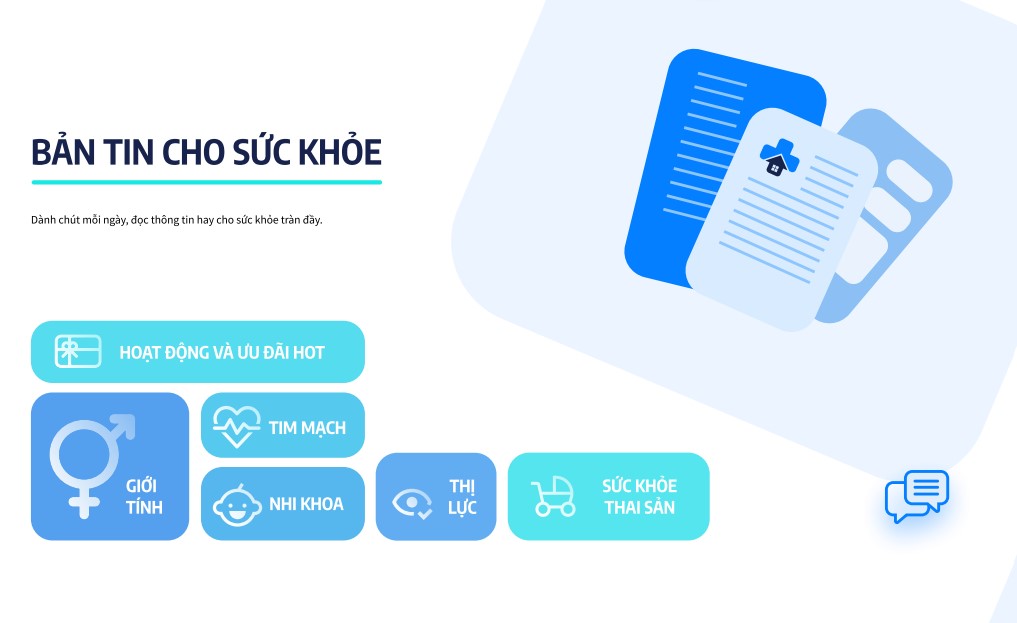 BẢN TIN CHO SỨC KHỎE
Dành chút mỗi ngày, đọc thông tin hay cho sức khỏe tràn đầy.
HOẠT ĐỘNG VÀ ƯU ĐÃI HOT
GIỚI
TÍNH
TIM MẠCH
NHI KHOA
THỊ
LỰC
SỨC KHỎE
THAI SẢN